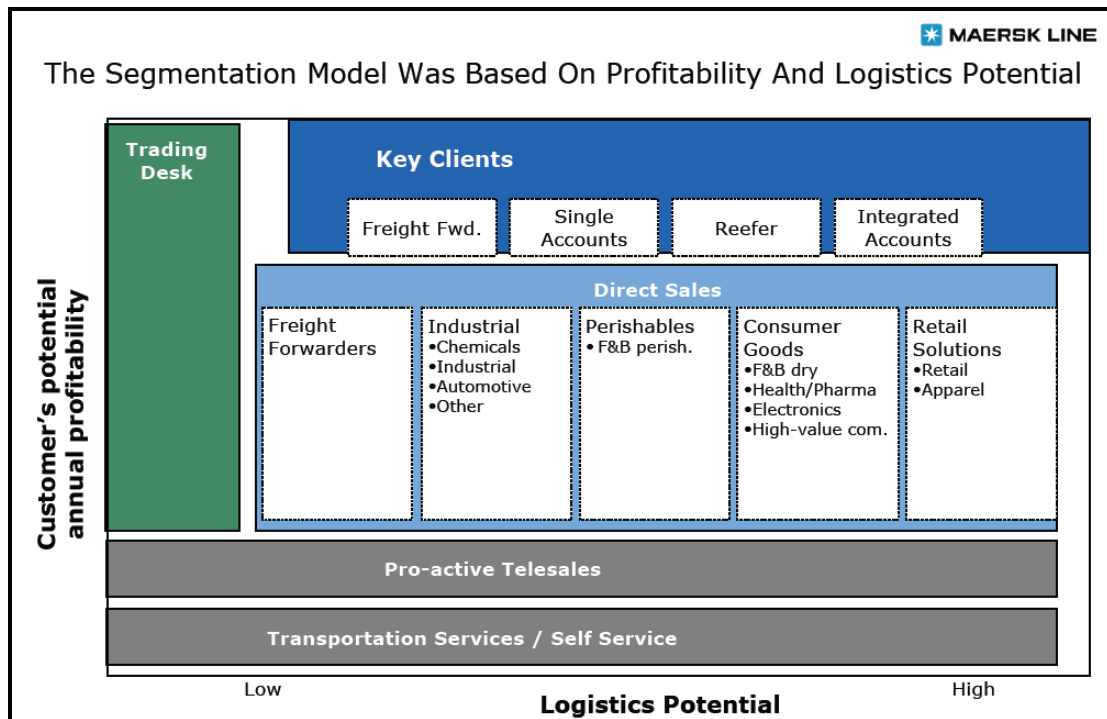 MAERSK LINE
The Segmentation Model Was Based On Profitability And Logistics Potential
Trading
Desk
Key Clients
Freight Fwd.
Single
Accounts
Reefer
Integrated
Accounts
Direct Sales
Freight
Forwarders
Industrial
•Chemicals
•Industrial
•Automotive
•Other
Perishables
•F&B perish.
Consumer
Goods
•F&B dry
•Health/Pharma
•Electronics
•High-value com.
Retail
Solutions
•Retail
•Apparel
Customer’s potential
annual profitability
Pro-active Telesales
Transportation Services / Self Service
Low
High
Logistics Potential